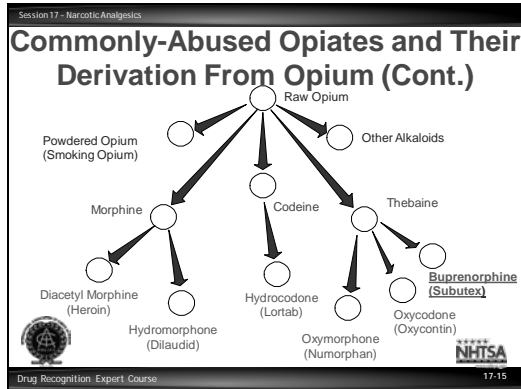 Session 17 - Narcotic Analgesics
Commonly-Abused Opiates and Their
Derivation From Opium (Cont.)
Raw Opium
Powdered Opium
(Smoking Opium)
Other Alkaloids
Morphine
Codeine
Thebaine
Diacetyl Morphine
(Heroin)
Hydromorphone
(Dilaudid)
Hydrocodone
(Lortab)
Oxymorphone
(Numorphan)
Oxycodone
(Oxycontin)
Buprenorphine
(Subutex)
NHTSA
Drug Recognition Expert Course
17-15